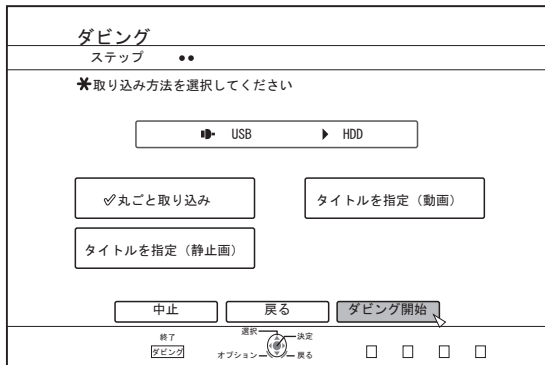 ダビング
ステップ ●●
✱取り込み方法を選択してください
USB ▶ HDD
✓丸ごと取り込み
タイトルを指定（動画）
タイトルを指定（静止画）
中止
戻る
ダビング開始
終了
ダビング
選択
決定
オプション
戻る